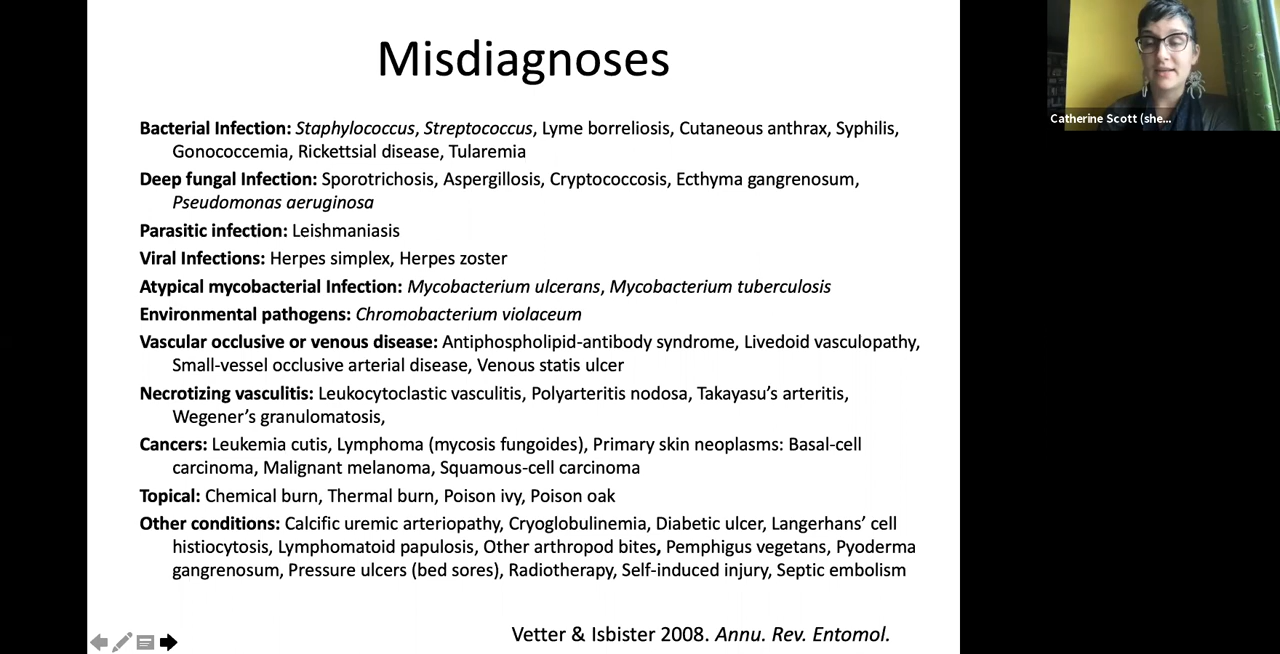 Misdiagnoses
Bacterial Infection: Staphylococcus, Streptococcus, Lyme borreliosis, Cutaneous anthrax, Syphilis,
Gonococcemia, Rickettsial disease, Tularemia
Deep fungal Infection: Sporotrichosis, Aspergillosis, Cryptococcosis, Ecthyma gangrenosum,
Pseudomonas aeruginosa
Parasitic infection: Leishmaniasis
Viral Infections: Herpes simplex, Herpes zoster
Atypical mycobacterial Infection: Mycobacterium ulcerans, Mycobacterium tuberculosis
Environmental pathogens: Chromobacterium violaceum
Vascular occlusive or venous disease: Antiphospholipid-antibody syndrome, Livedoid vasculopathy,
Small-vessel occlusive arterial disease, Venous statis ulcer
Necrotizing vasculitis: Leukocytoclastic vasculitis, Polyarteritis nodosa, Takayasu’s arteritis,
Wegener’s granulomatosis,
Cancers: Leukemia cutis, Lymphoma (mycosis fungoides), Primary skin neoplasms: Basal-cell
carcinoma, Malignant melanoma, Squamous-cell carcinoma
Topical: Chemical burn, Thermal burn, Poison ivy, Poison oak
Other conditions: Calcific uremic arteriopathy, Cryoglobulinemia, Diabetic ulcer, Langerhans’ cell
histiocytosis, Lymphomatoid papulosis, Other arthropod bites, Pemphigus vegetans, Pyoderma
gangrenosum, Pressure ulcers (bed sores), Radiotherapy, Self-induced injury, Septic embolism
Vetter & Isbister 2008. Annu. Rev. Entomol.
Catherine Scott (she...